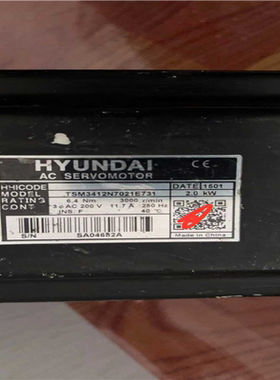 HYUNDAI CE
AC SERVOMOTOR
HHICODE DATE 1501
MODEL TSM3412N7021E731 2.0 kW
RATING 6.4 Nm 3000 r/min
CONT 3 φ AC 200 V 11.7 A 250 Hz
INS F 40 ℃
S/N SA04682A Made in China